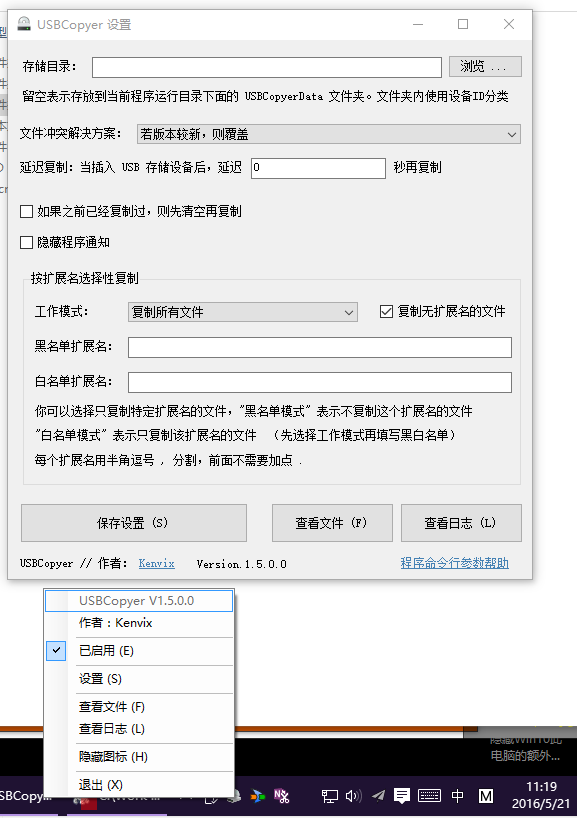 USBCopyer 设置
存储目录:
浏览 ...
留空表示存放到当前程序运行目录下面的 USBCopyerData 文件夹。文件夹内使用设备ID分类
文件冲突解决方案:
若版本较新，则覆盖
延迟复制: 当插入 USB 存储设备后，延迟
0
秒再复制
如果之前已经复制过，则先清空再复制
隐藏程序通知
按扩展名选择性复制
工作模式:
复制所有文件
复制无扩展名的文件
黑名单扩展名:
白名单扩展名:
你可以选择只复制特定扩展名的文件，"黑名单模式" 表示不复制这个扩展名的文件
"白名单模式" 表示只复制该扩展名的文件 （先选择工作模式再填写黑白名单）
每个扩展名用半角逗号 , 分割，前面不需要加点 .
保存设置 (S)
查看文件 (F)
查看日志 (L)
USBCopyer // 作者: Kenvix
Version.1.5.0.0
程序命令行参数帮助
USBCopyer V1.5.0.0
作者：Kenvix
已启用 (E)
设置 (S)
查看文件 (F)
查看日志 (L)
隐藏图标 (H)
退出 (X)
隐藏Win10此
电脑的额外...
SBCopy...
中
M
11:19
2016/5/21